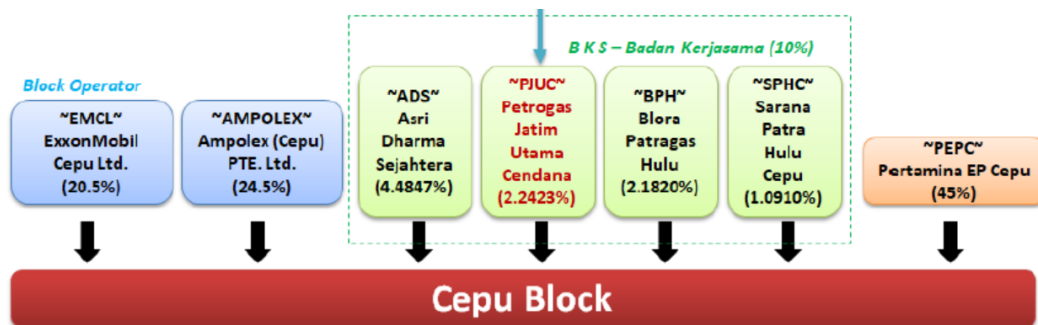 B K S – Badan Kerjasama (10%)
Block Operator
~EMCL~
ExxonMobil
Cepu Ltd.
(20.5%)
~AMPOLEX~
Ampolex (Cepu)
PTE. Ltd.
(24.5%)
~ADS~
Asri
Dharma
Sejahtera
(4.4847%)
~PJUC~
Petrogas
Jatim
Utama
Cendana
(2.2423%)
~BPH~
Blora
Patragas
Hulu
(2.1820%)
~SPHC~
Sarana
Patra
Hulu
Cepu
(1.0910%)
~PEPC~
Pertamina EP Cepu
(45%)
Cepu Block